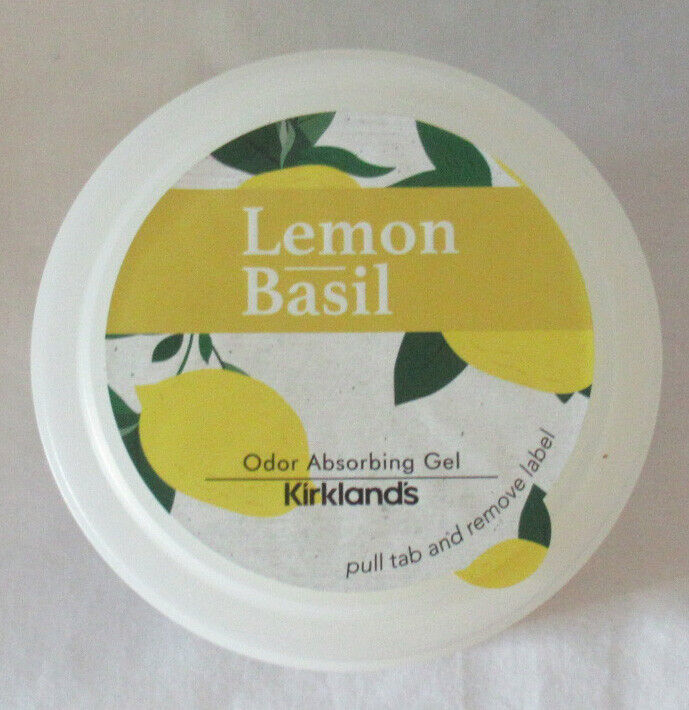 Lemon
Basil
Odor Absorbing Gel
Kirkland's
pull tab and remove label